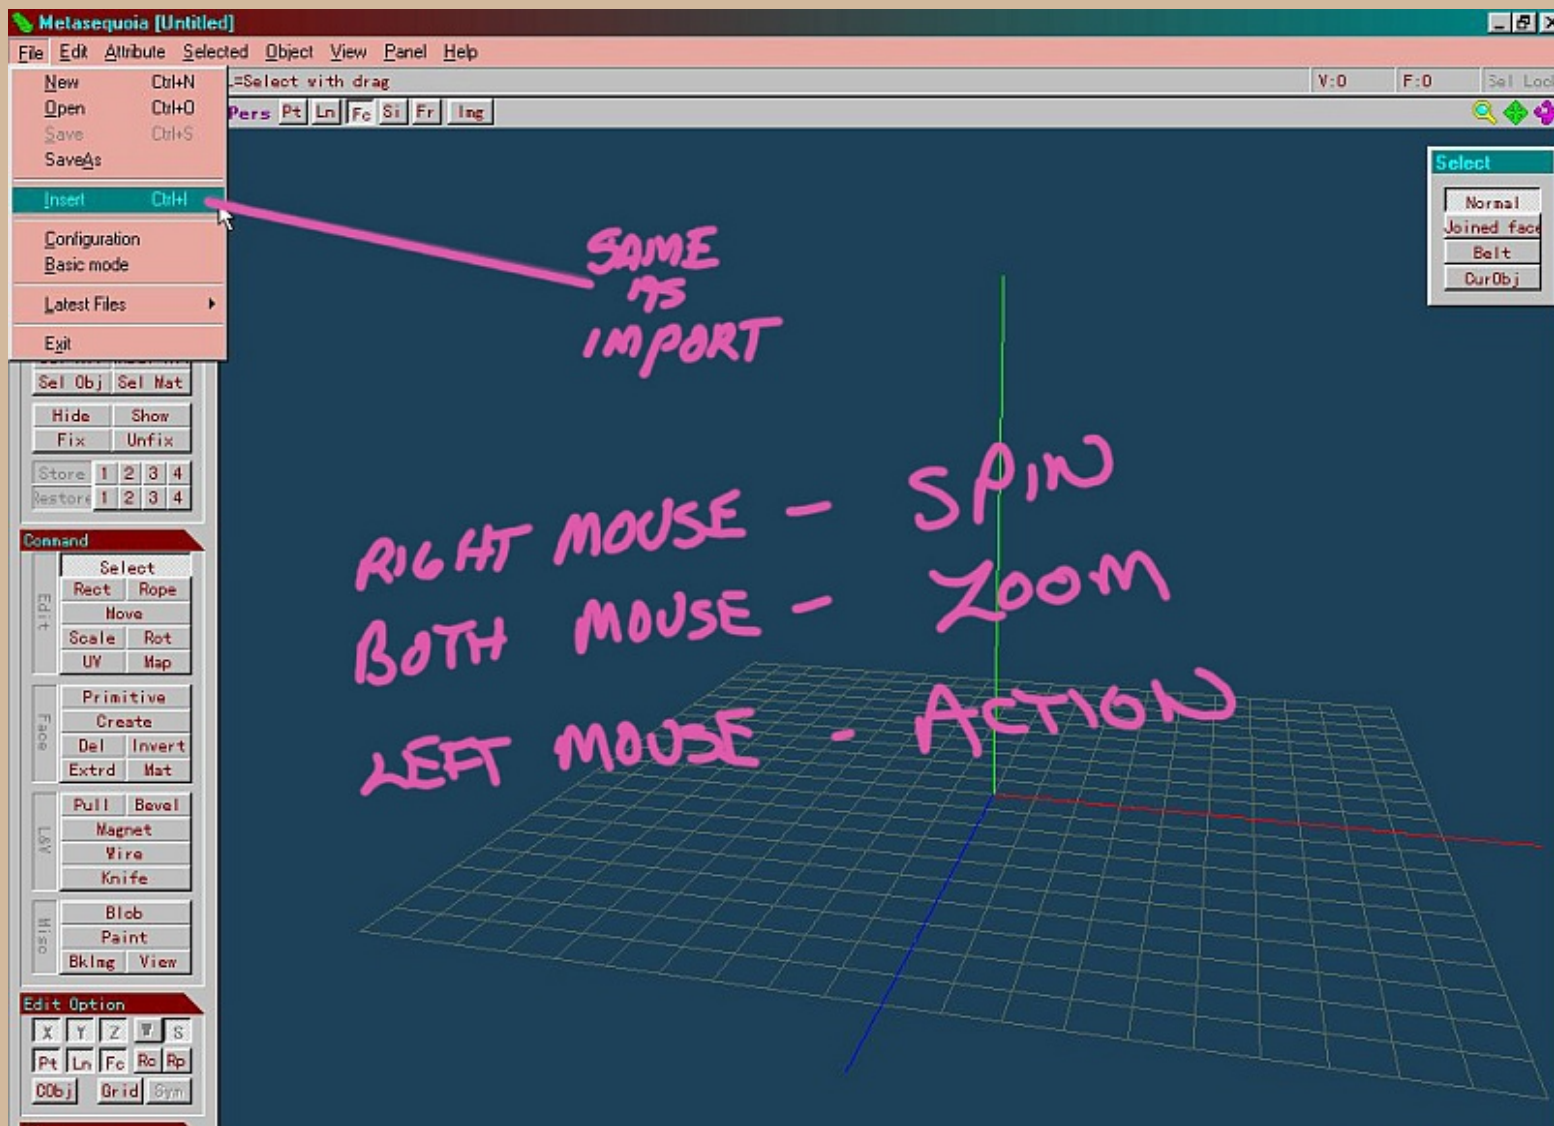 Metasequoia [Untitled]
File Edit Attribute Selected Object View Panel Help
New Ctrl+N
Open Ctrl+O
Save Ctrl+S
SaveAs
Insert Ctrl+I
Configuration
Basic mode
Latest Files
Exit
L=Select with drag V:0 F:0 Sel Loc
Pers Pt Ln Fc Si Fr Img
Select
Normal
Joined face
Belt
CurObj
SAME
AS
IMPORT
RIGHT MOUSE - SPIN
BOTH MOUSE - ZOOM
LEFT MOUSE - ACTION
Sel Obj Sel Mat
Hide Show
Fix Unfix
Store 1 2 3 4
Restore 1 2 3 4
Command
Edit
Select
Rect Rope
Move
Scale Rot
UV Map
Face
Primitive
Create
Del Invert
Extrd Mat
L&V
Pull Bevel
Magnet
Wire
Knife
Misc
Blob
Paint
BkImg View
Edit Option
X Y Z W S
Pt Ln Fc Ro Rp
CObj Grid Sym